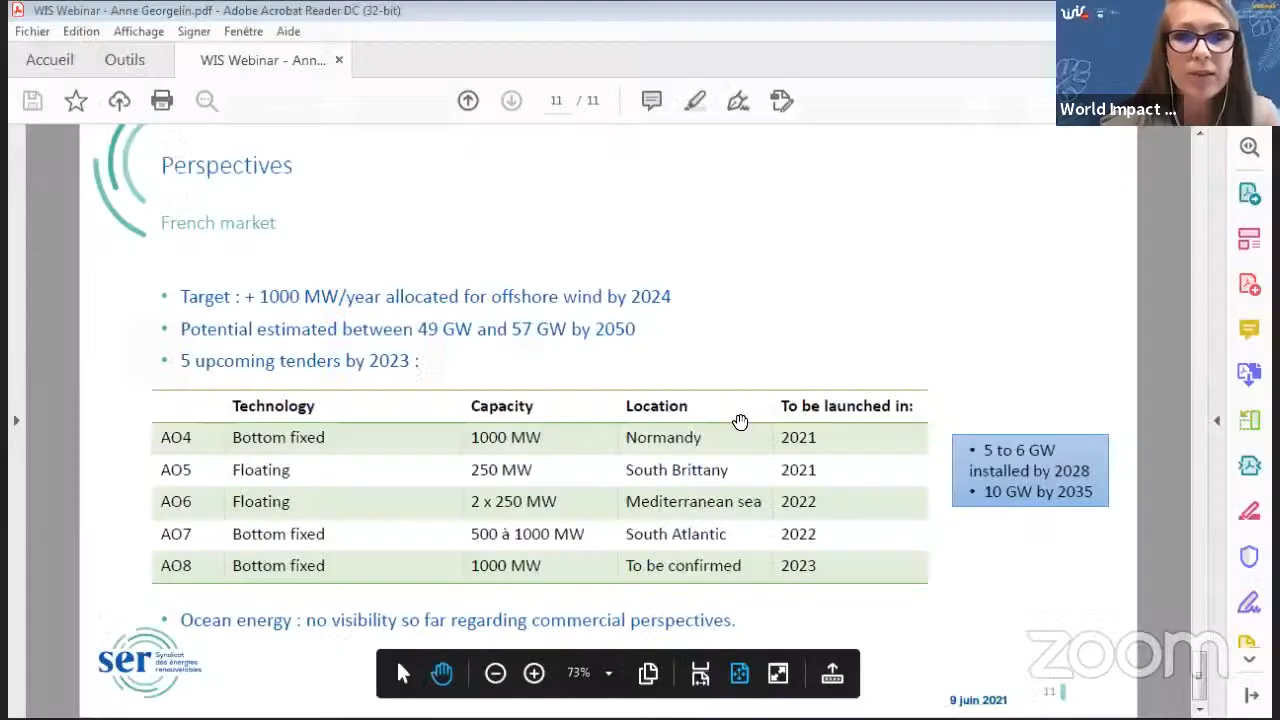 WIS Webinar - Anne Georgelin.pdf - Adobe Acrobat Reader DC (32-bit)
Fichier Edition Affichage Signer Fenêtre Aide
Accueil Outils WIS Webinar - Ann... ×
11 / 11
wis
World Impact ...
Perspectives
French market
• Target : + 1000 MW/year allocated for offshore wind by 2024
• Potential estimated between 49 GW and 57 GW by 2050
• 5 upcoming tenders by 2023 :
Technology Capacity Location To be launched in:
AO4 Bottom fixed 1000 MW Normandy 2021
AO5 Floating 250 MW South Brittany 2021
AO6 Floating 2 x 250 MW Mediterranean sea 2022
AO7 Bottom fixed 500 à 1000 MW South Atlantic 2022
AO8 Bottom fixed 1000 MW To be confirmed 2023
• 5 to 6 GW
installed by 2028
• 10 GW by 2035
• Ocean energy : no visibility so far regarding commercial perspectives.
ser Syndicat
des énergies
renouvelables
73%
zoom
9 juin 2021
11